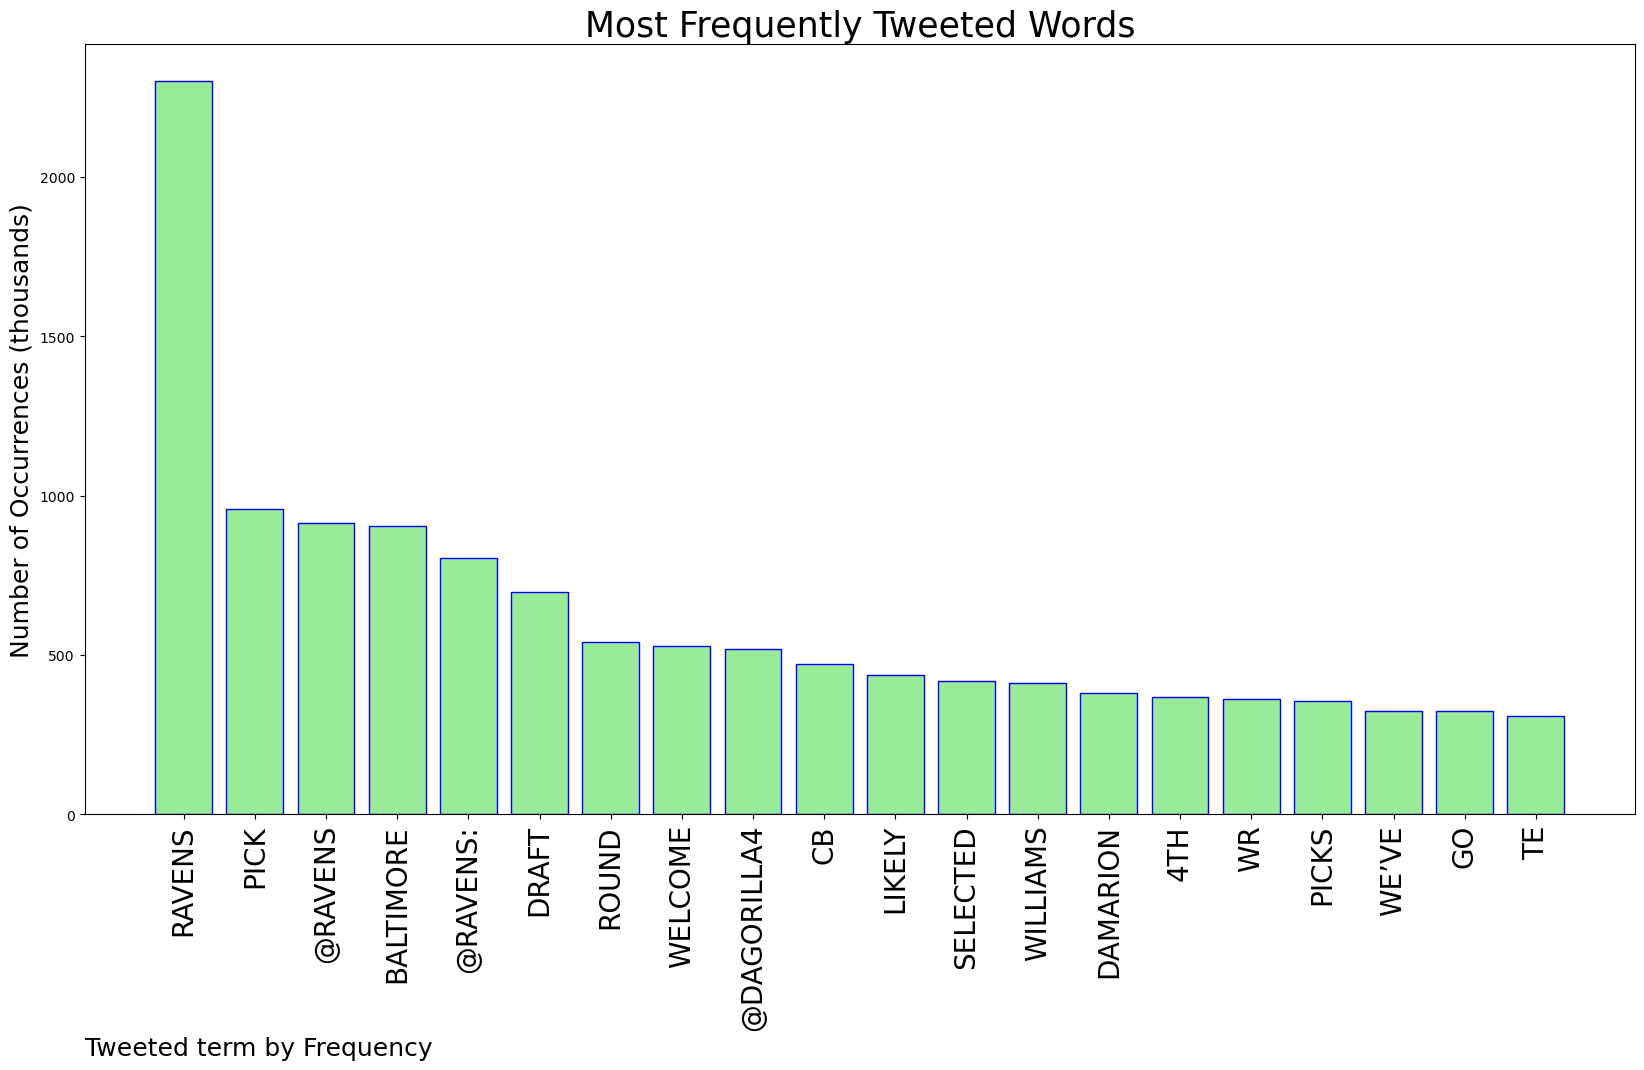 Most Frequently Tweeted Words
Number of Occurrences (thousands)
2000
1500
1000
500
0
RAVENS
PICK
@RAVENS
BALTIMORE
@RAVENS:
DRAFT
ROUND
WELCOME
@DAGORILLA4
CB
LIKELY
SELECTED
WILLIAMS
DAMARION
4TH
WR
PICKS
WE’VE
GO
TE
Tweeted term by Frequency